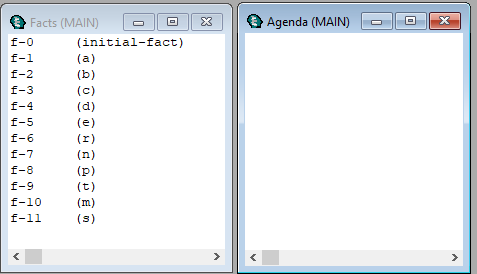 Facts (MAIN)
f-0 (initial-fact)
f-1 (a)
f-2 (b)
f-3 (c)
f-4 (d)
f-5 (e)
f-6 (r)
f-7 (n)
f-8 (p)
f-9 (t)
f-10 (m)
f-11 (s)
Agenda (MAIN)